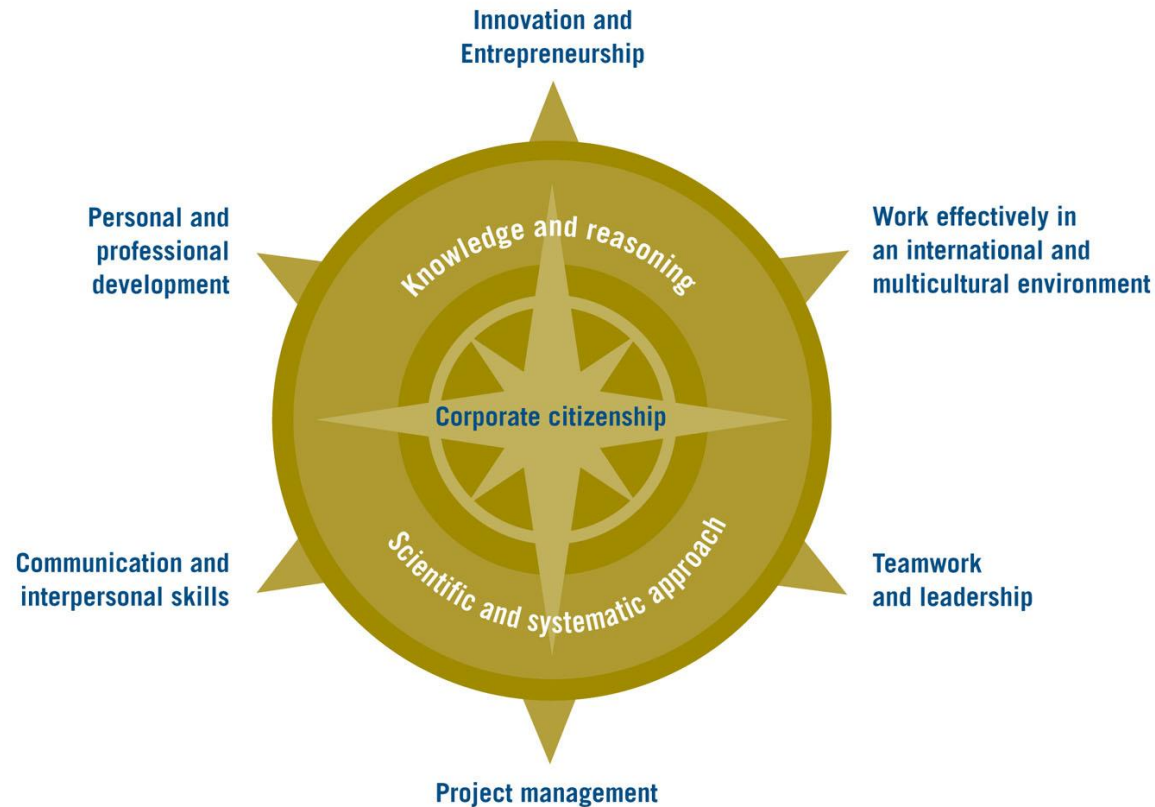 Innovation and
Entrepreneurship
Personal and
professional
development
Work effectively in
an international and
multicultural environment
Knowledge and reasoning
Corporate citizenship
Scientific and systematic approach
Communication and
interpersonal skills
Teamwork
and leadership
Project management